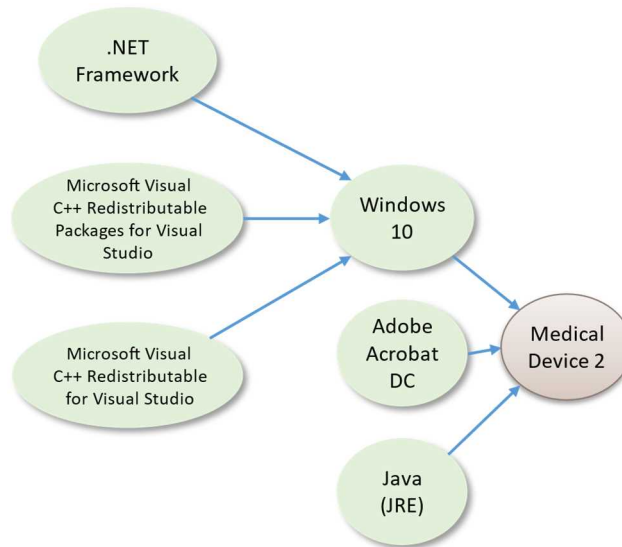 .NET
Framework
Microsoft Visual
C++ Redistributable
Packages for Visual
Studio
Windows
10
Microsoft Visual
C++ Redistributable
for Visual Studio
Adobe
Acrobat
DC
Medical
Device 2
Java
(JRE)